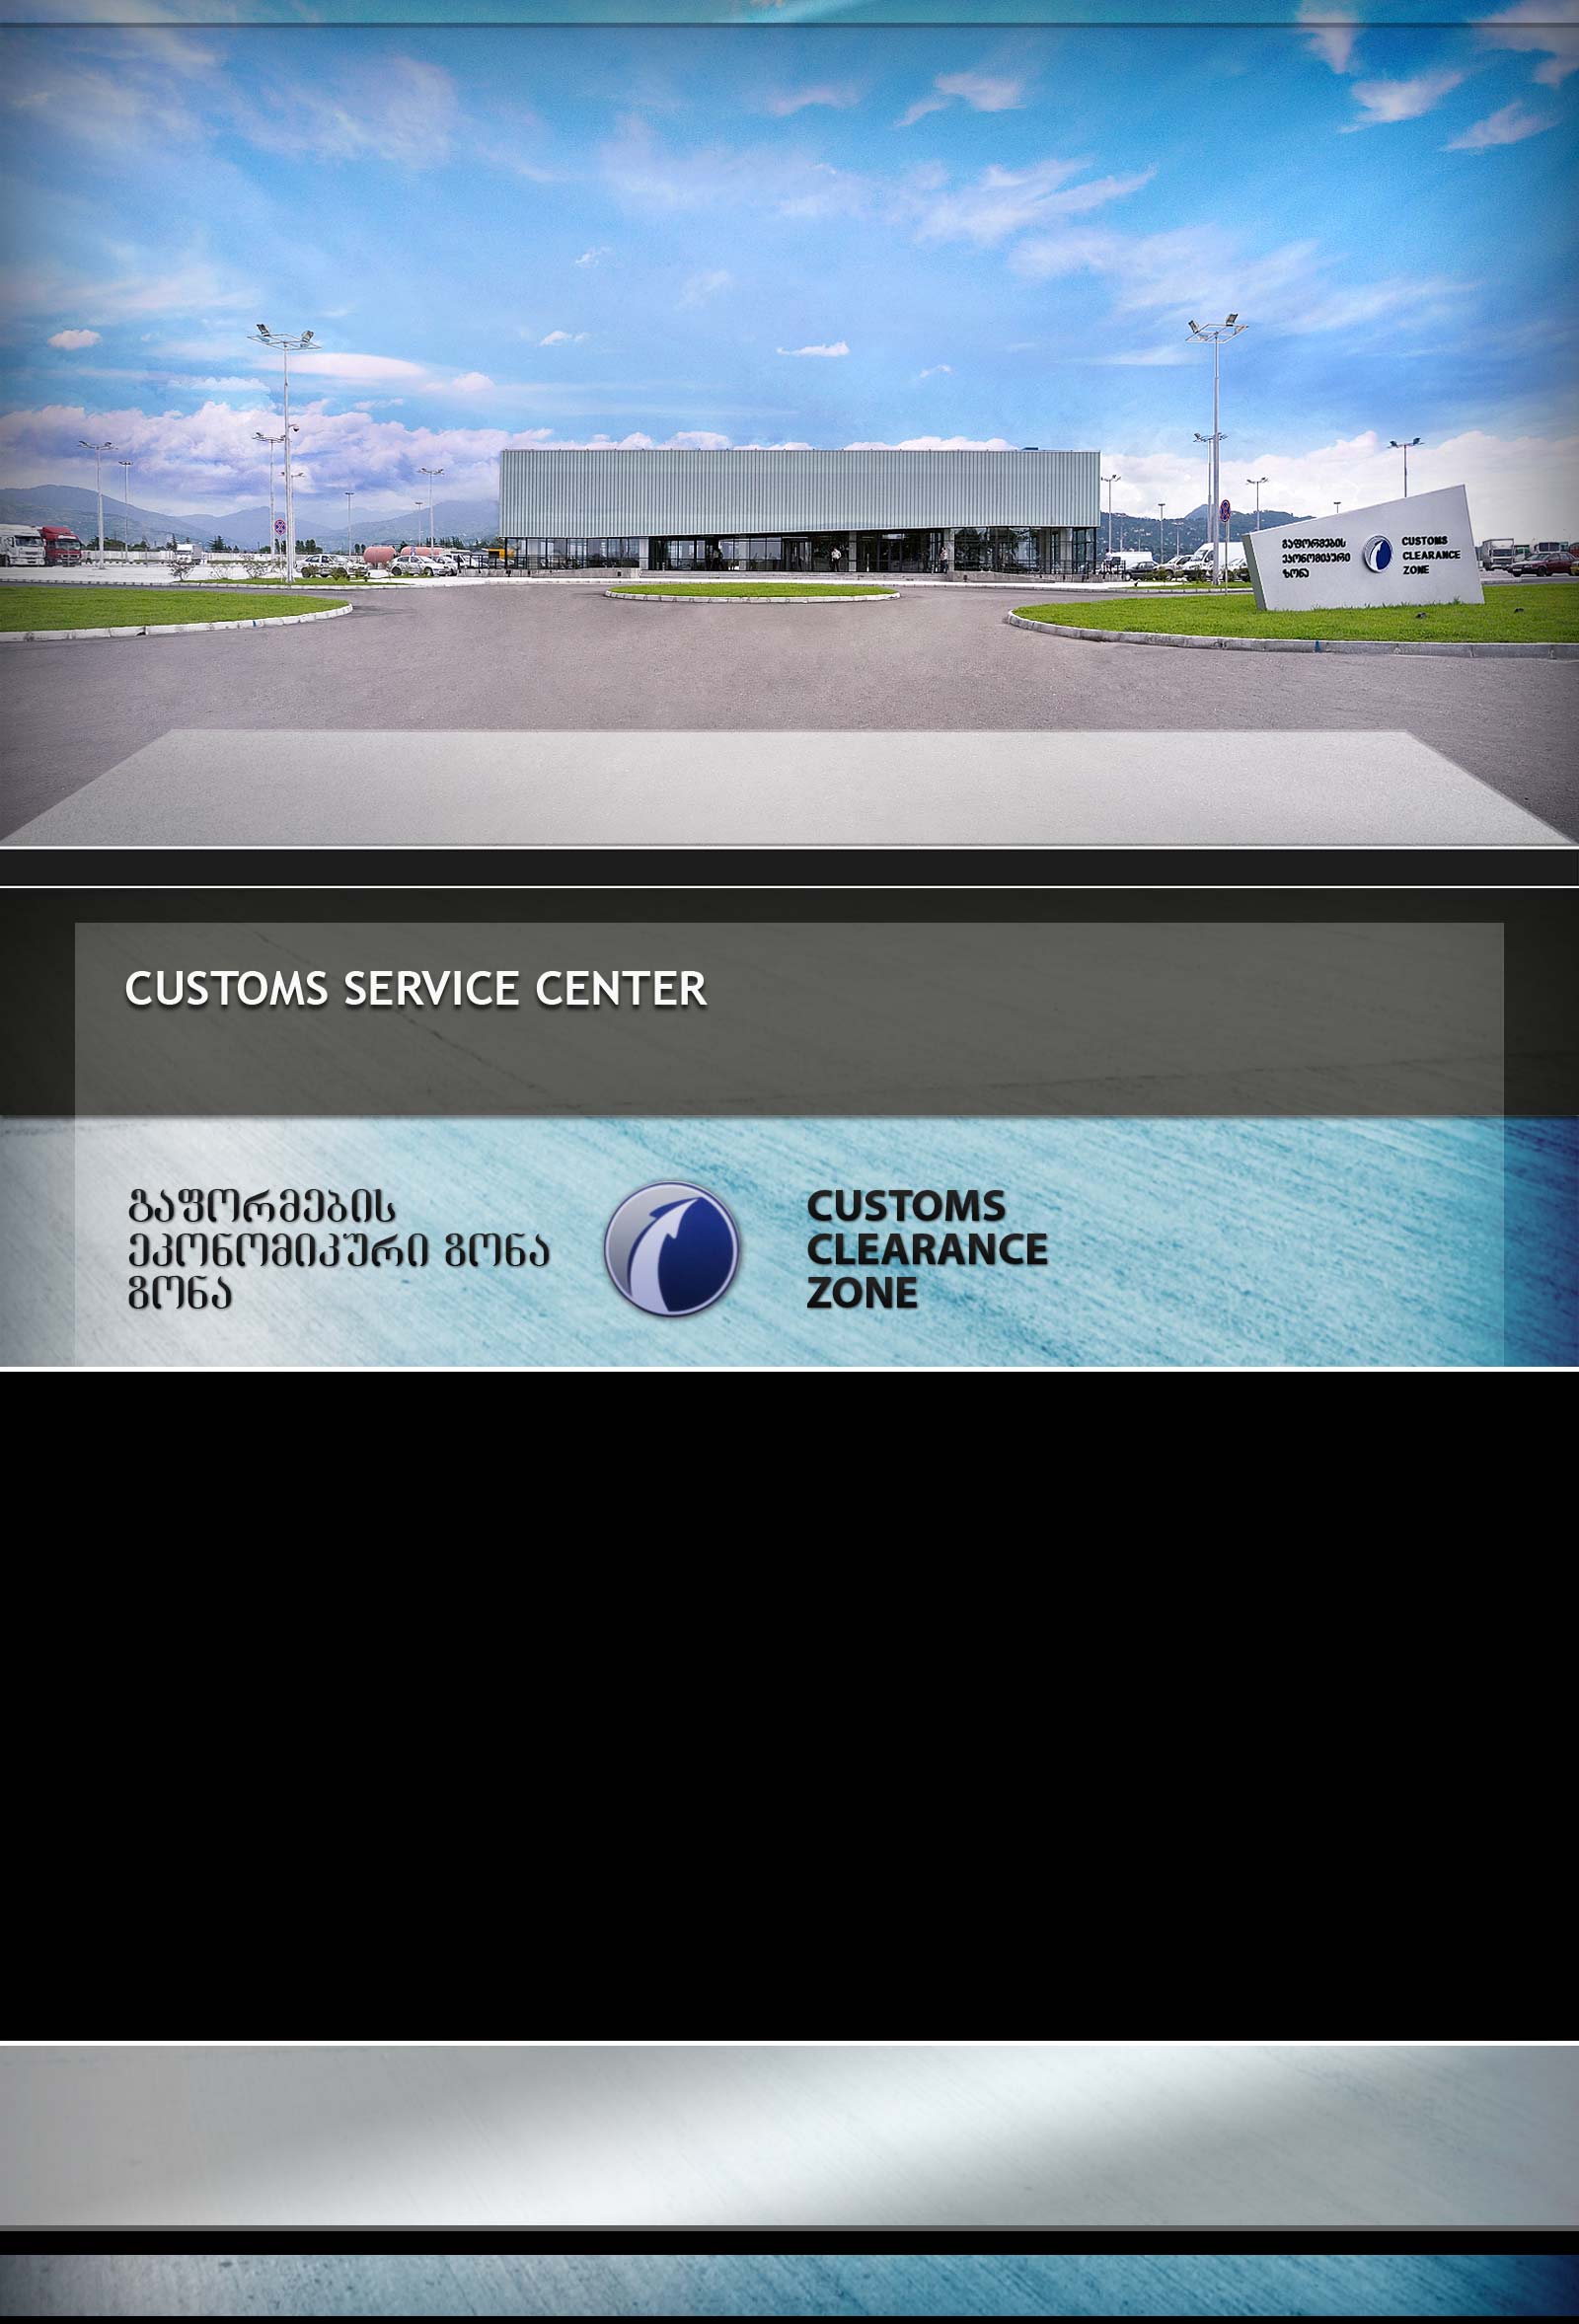 გაფორმების
ეკონომიკური
ზონა
CUSTOMS
CLEARANCE
ZONE
CUSTOMS SERVICE CENTER
გაფორმების
ეკონომიკური ზონა
ზონა
CUSTOMS
CLEARANCE
ZONE